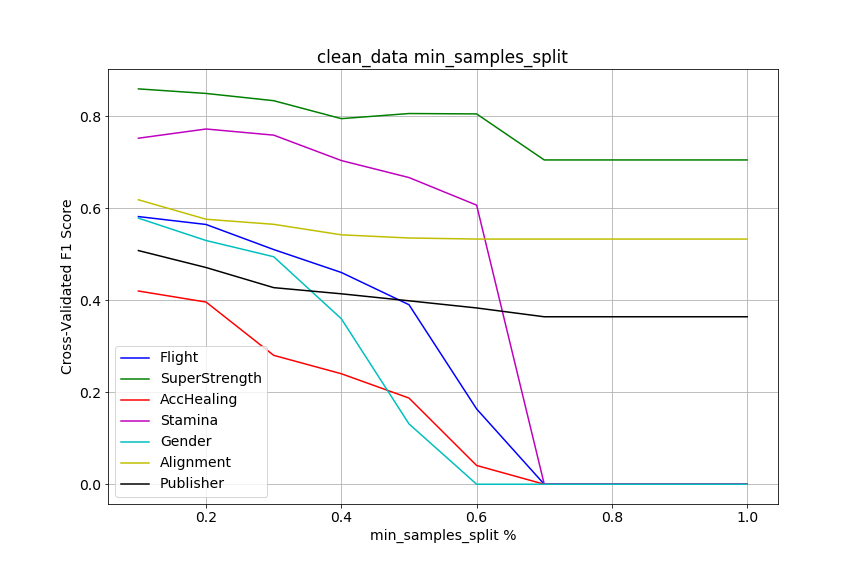 clean_data min_samples_split
Cross-Validated F1 Score
0.8
0.6
0.4
0.2
0.0
Flight
SuperStrength
AccHealing
Stamina
Gender
Alignment
Publisher
0.2 0.4 0.6 0.8 1.0
min_samples_split %